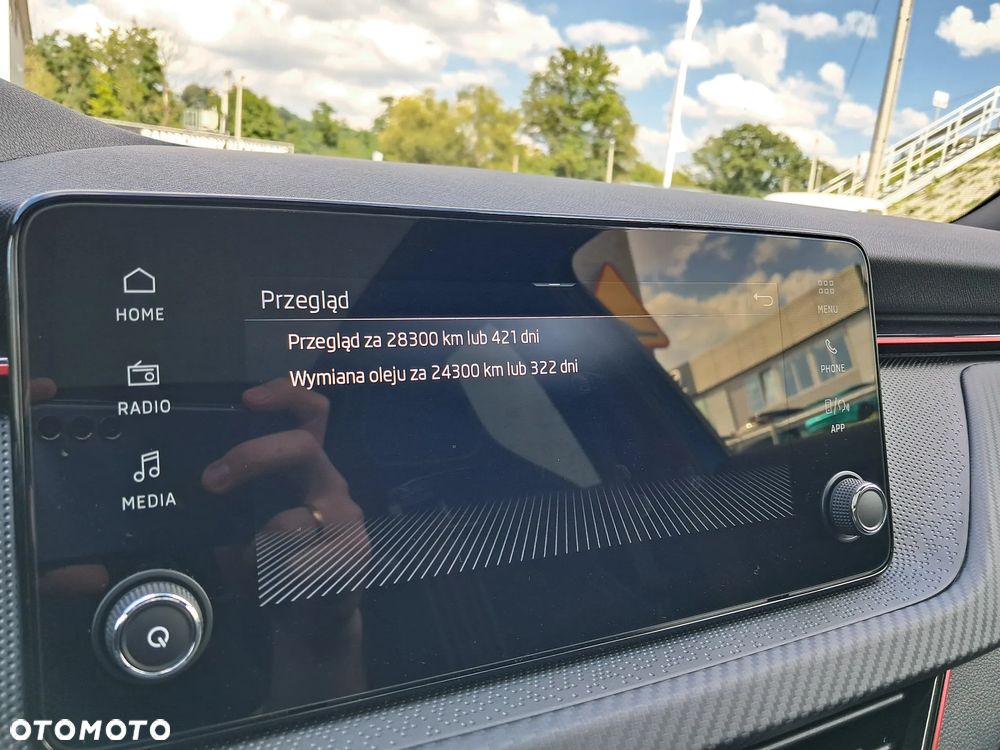 HOME
RADIO
MEDIA
Przegląd
Przegląd za 28300 km lub 421 dni
Wymiana oleju za 24300 km lub 322 dni
MENU
PHONE
APP
OTOMOTO